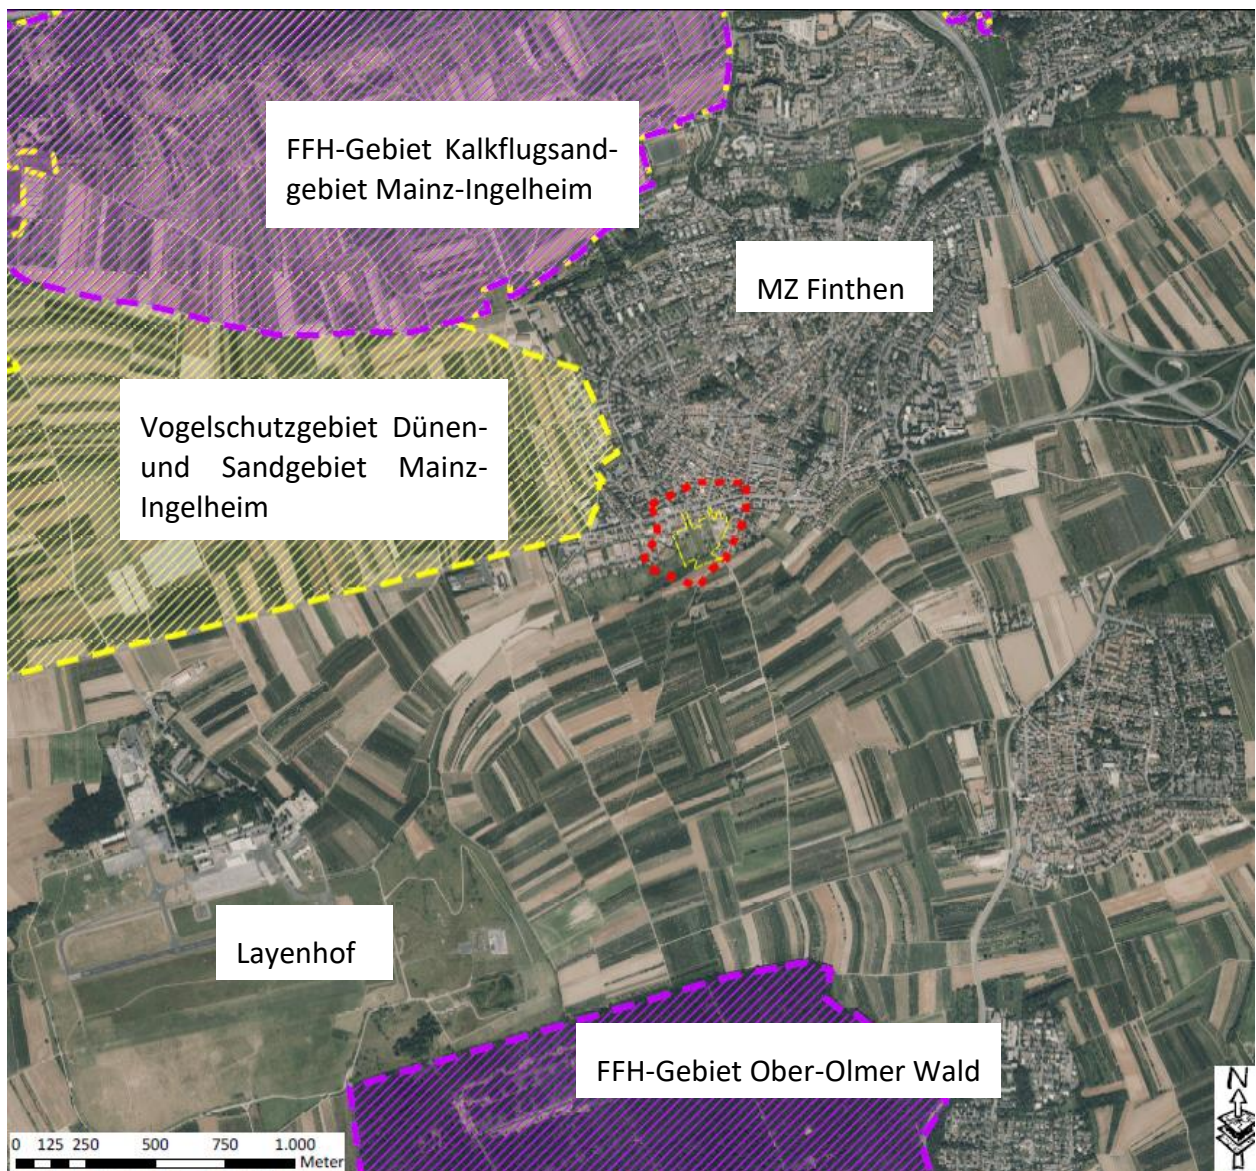 FFH-Gebiet Kalkflugsand-
gebiet Mainz-Ingelheim
MZ Finthen
Vogelschutzgebiet Dünen-
und Sandgebiet Mainz-
Ingelheim
Layenhof
FFH-Gebiet Ober-Olmer Wald
N
0 125 250 500 750 1.000
Meter